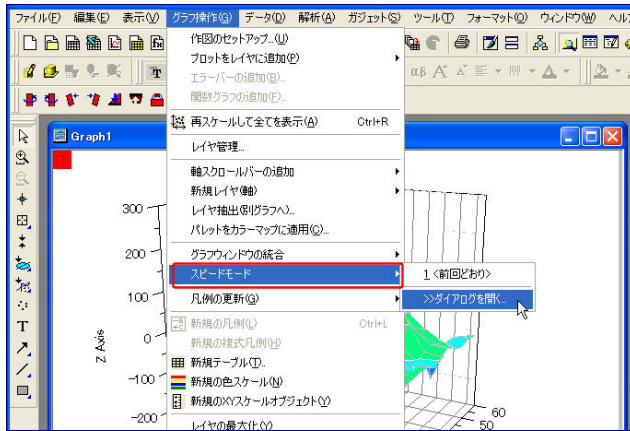 ファイル(F) 編集(E) 表示(V) グラフ操作(G) データ(D) 解析(A) ガジェット(S) ツール(T) フォーマット(O) ウィンドウ(W)
作図のセットアップ...(U)
プロットをレイヤに追加(P)
エラーバーの追加(B)...
関数グラフの追加(F)...
再スケールして全てを表示(A) Ctrl+R
レイヤ管理...
軸スクロールバーの追加
新規レイヤ(軸)
レイヤ抽出(別グラフへ)...
パレットをカラーマップに適用(C)...
グラフウィンドウの統合
スピードモード
1 <前回どおり>
>>ダイアログを開く...
凡例の更新(G)
新規の凡例(L) Ctrl+L
新規の複式凡例(H)
新規テーブル(T)...
新規の色スケール(N)
新規のXYスケールオブジェクト(Y)
レイヤの最大化(Y)
Graph1
1
T
αβ
300
200
100
0
-100
-200
Z Axis
60
50